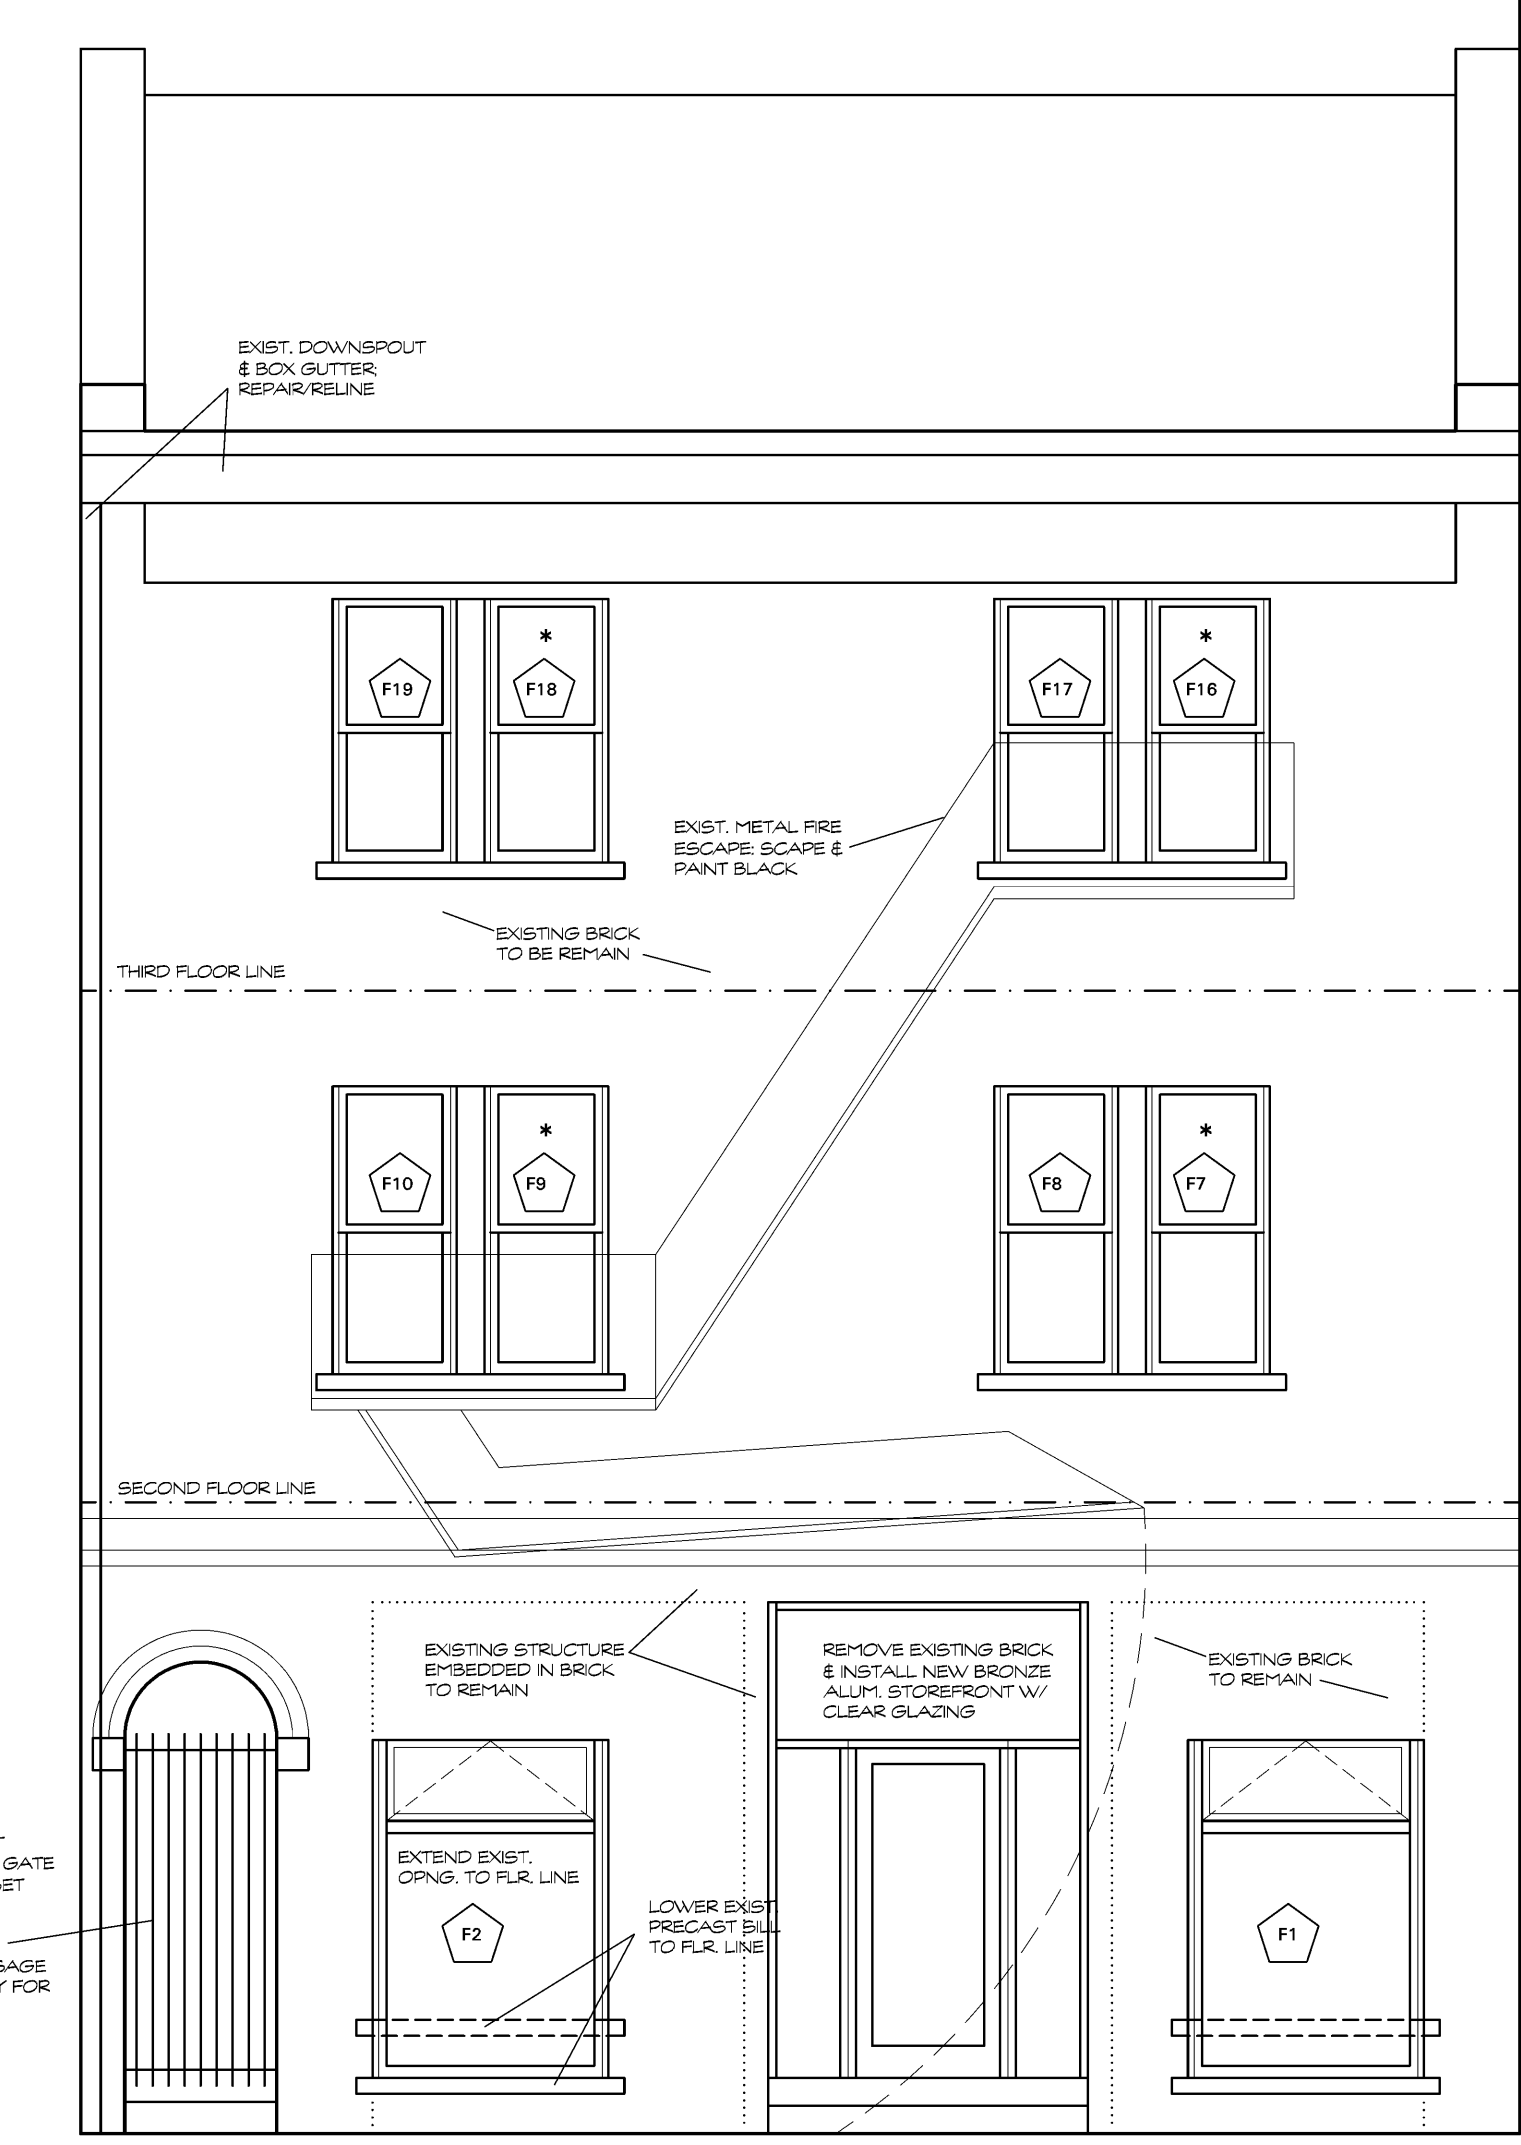 EXIST. DOWNSPOUT
& BOX GUTTER;
REPAIR/RELINE
*
*
F19
F18
F17
F16
EXIST. METAL FIRE
ESCAPE: SCAPE &
PAINT BLACK
EXISTING BRICK
TO BE REMAIN
THIRD FLOOR LINE
*
*
F10
F9
F8
F7
SECOND FLOOR LINE
EXISTING STRUCTURE
EMBEDDED IN BRICK
TO REMAIN
REMOVE EXISTING BRICK
& INSTALL NEW BRONZE
ALUM. STOREFRONT W/
CLEAR GLAZING
EXISTING BRICK
TO REMAIN
GATE
EXTEND EXIST.
OPNG. TO FLR. LINE
LOWER EXIST.
PRECAST SILL
TO FLR. LINE
F2
F1
FOR